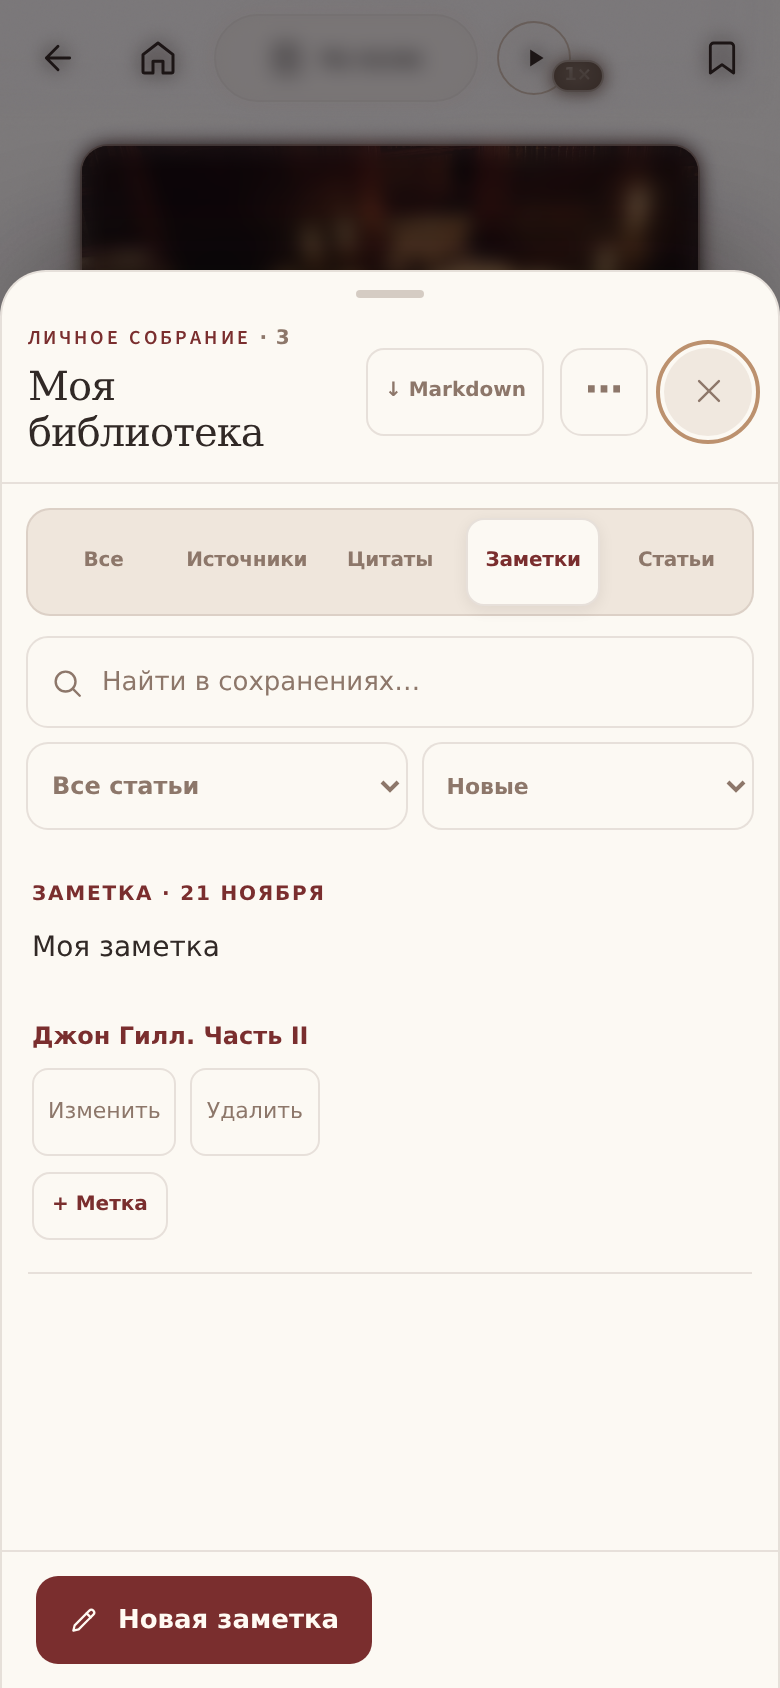 1×
ЛИЧНОЕ СОБРАНИЕ · 3
Моя
библиотека
↓ Markdown
Все
Источники
Цитаты
Заметки
Статьи
Найти в сохранениях…
Все статьи
Новые
ЗАМЕТКА · 21 НОЯБРЯ
Моя заметка
Джон Гилл. Часть II
Изменить
Удалить
+ Метка
Новая заметка